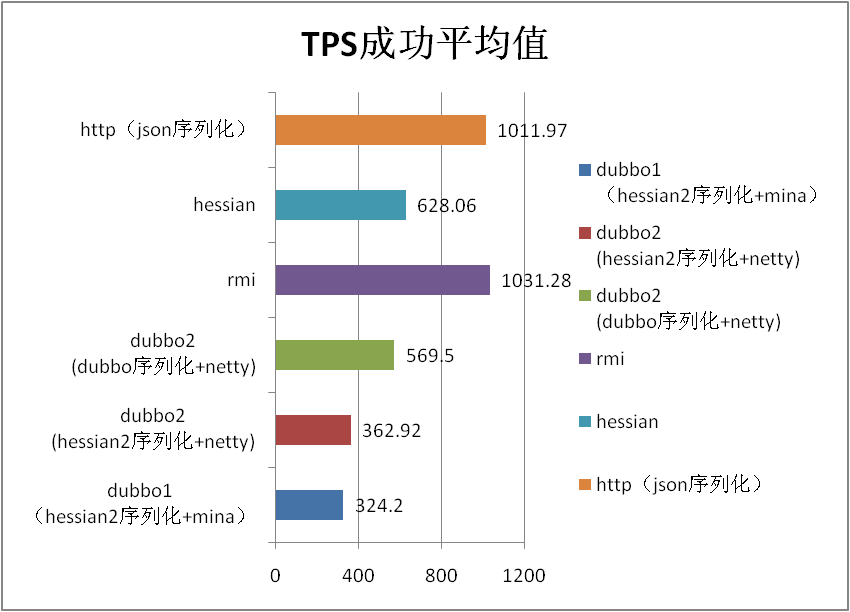 TPS成功平均值
http（json序列化）
1011.97
hessian
628.06
rmi
1031.28
dubbo2
(dubbo序列化+netty)
569.5
dubbo2
(hessian2序列化+netty)
362.92
dubbo1
（hessian2序列化+mina）
324.2
0
400
800
1200
dubbo1
（hessian2序列化+mina）
dubbo2
(hessian2序列化+netty)
dubbo2
(dubbo序列化+netty)
rmi
hessian
http（json序列化）